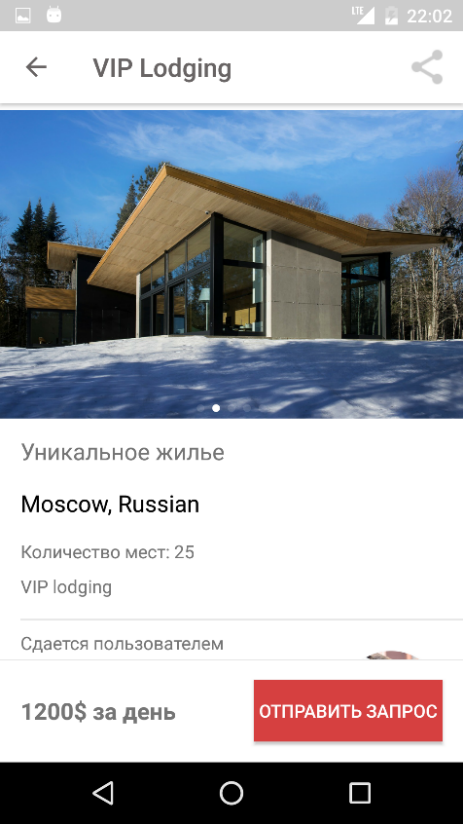 LTE 22:02
VIP Lodging
Уникальное жилье
Moscow, Russian
Количество мест: 25
VIP lodging
Сдается пользователем
1200$ за день
ОТПРАВИТЬ ЗАПРОС